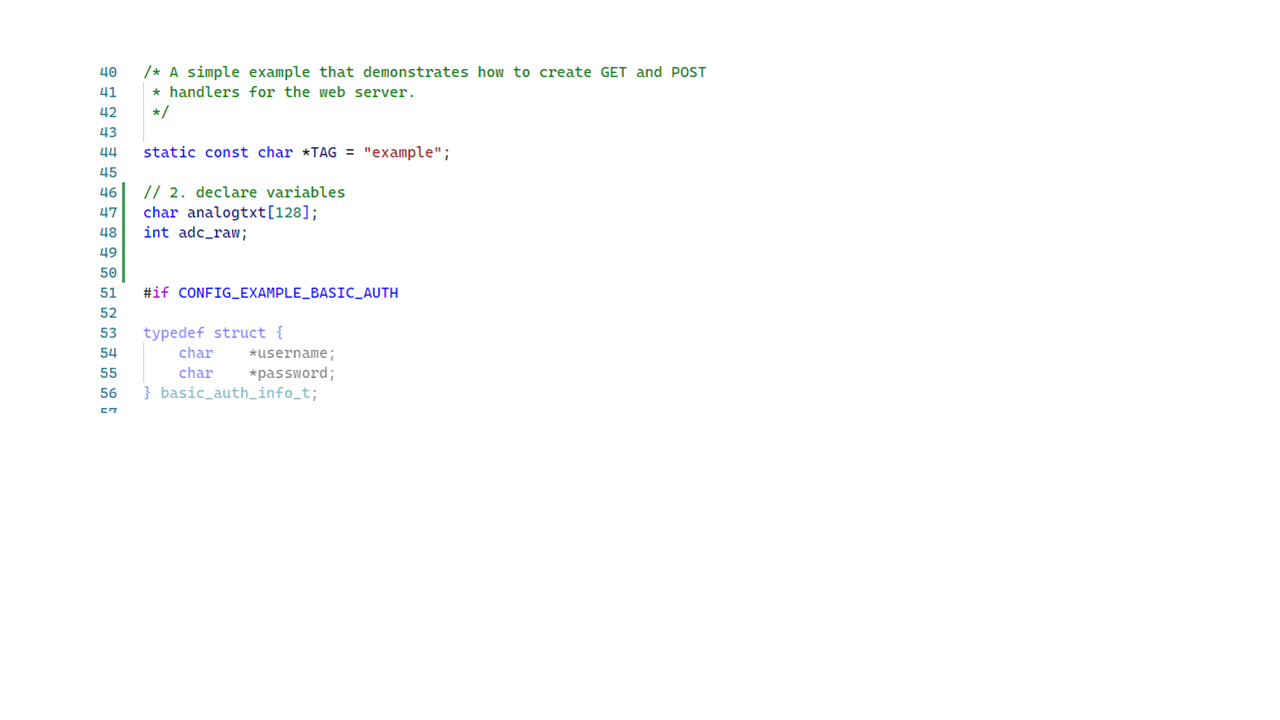 40 /* A simple example that demonstrates how to create GET and POST
41 * handlers for the web server.
42 */
43
44 static const char *TAG = "example";
45
46 // 2. declare variables
47 char analogtxt[128];
48 int adc_raw;
49
50
51 #if CONFIG_EXAMPLE_BASIC_AUTH
52
53 typedef struct {
54 char *username;
55 char *password;
56 } basic_auth_info_t;
57